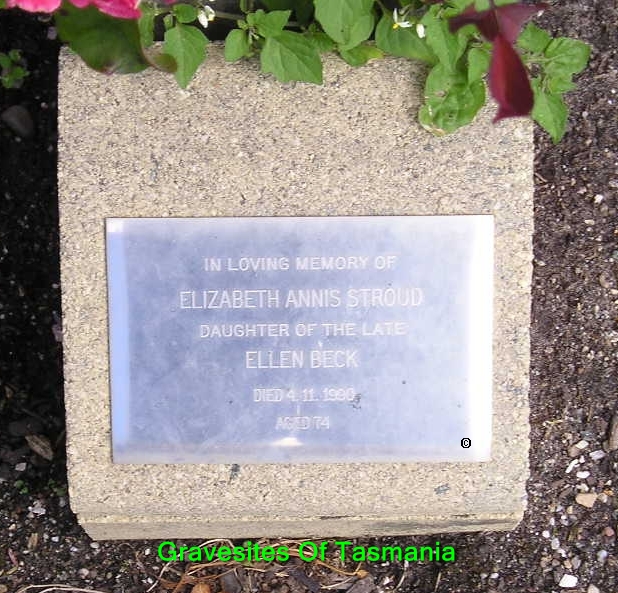 IN LOVING MEMORY OF
ELIZABETH ANNIS STROUD
DAUGHTER OF THE LATE
ELLEN BECK
DIED 4.11.1990
AGED 74
©
Gravesites Of Tasmania